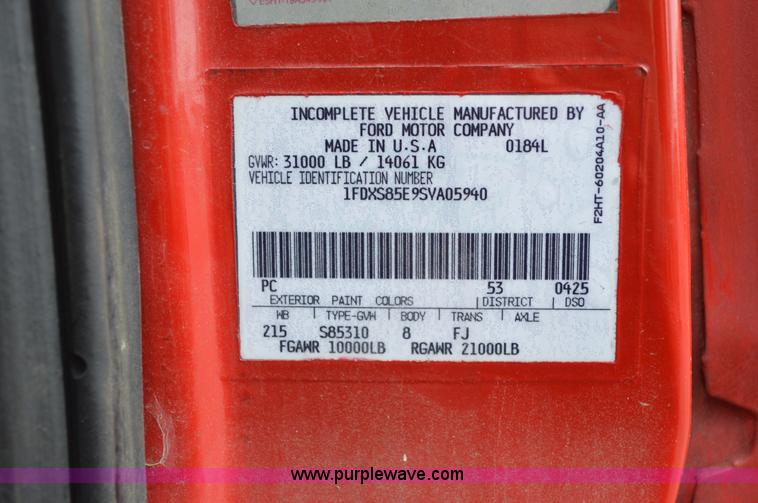 INCOMPLETE VEHICLE MANUFACTURED BY
FORD MOTOR COMPANY
MADE IN U.S.A 0184L
GVWR: 31000 LB / 14061 KG
VEHICLE IDENTIFICATION NUMBER
1FDXS85E9SVA05940
F2HT-60204A10-AA
PC 53 0425
EXTERIOR PAINT COLORS DISTRICT DSO
WB TYPE-GVW BODY TRANS AXLE
215 S85310 8 FJ
FGAWR 10000LB RGAWR 21000LB
www.purplewave.com